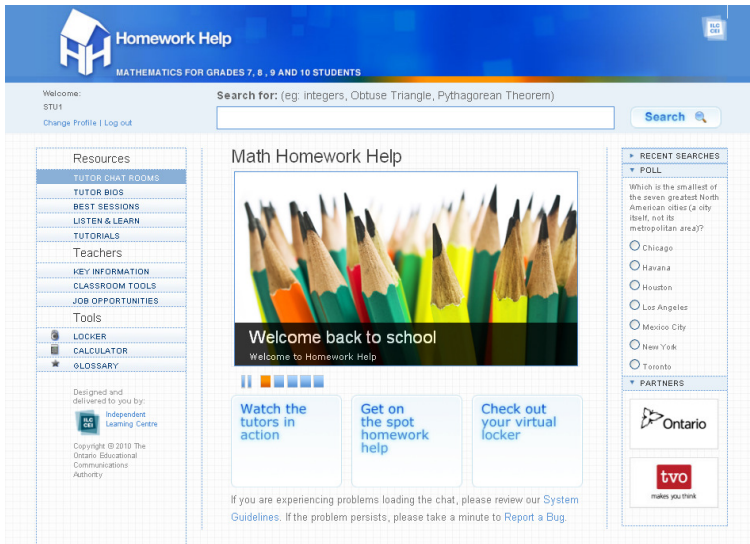 Homework Help
MATHEMATICS FOR GRADES 7, 8 , 9 AND 10 STUDENTS
ILC
CEI
Welcome:
STU1
Change Profile | Log out
Search for: (eg: integers, Obtuse Triangle, Pythagorean Theorem)
Search
Resources
TUTOR CHAT ROOMS
TUTOR BIOS
BEST SESSIONS
LISTEN & LEARN
TUTORIALS
Teachers
KEY INFORMATION
CLASSROOM TOOLS
JOB OPPORTUNITIES
Tools
LOCKER
CALCULATOR
GLOSSARY
Designed and
delivered to you by:
ILC
CEI
Independent
Learning Centre
Copyright © 2010 The
Ontario Educational
Communications
Authority
Math Homework Help
Welcome back to school
Welcome to Homework Help
Watch the
tutors in
action
Get on
the spot
homework
help
Check out
your virtual
locker
If you are experiencing problems loading the chat, please review our System
Guidelines. If the problem persists, please take a minute to Report a Bug.
RECENT SEARCHES
POLL
Which is the smallest of
the seven greatest North
American cities (a city
itself, not its
metropolitan area)?
Chicago
Havana
Houston
Los Angeles
Mexico City
New York
Toronto
PARTNERS
Ontario
tvo
makes you think